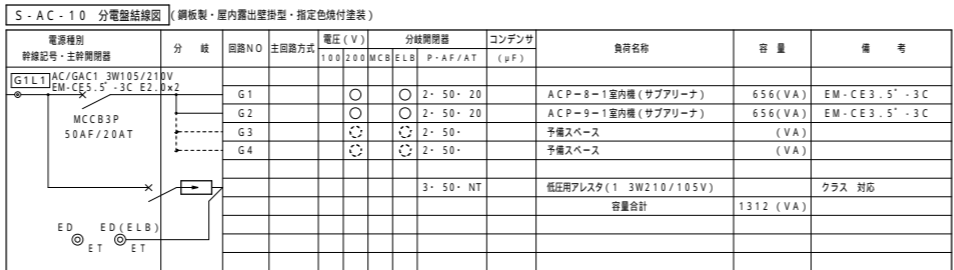 S-AC-10 分電盤結線図 (鋼板製・屋内露出壁掛型・指定色焼付塗装)
電源種別
幹線記号・主幹開閉器 分 岐 回路NO 主回路方式 電圧(V) 分岐開閉器 コンデンサ 負荷名称 容 量 備 考
100 200 MCB ELB P-AF/AT (μF)
G1L1 AC/GAC1 3W105/210V
EM-CE5.5゜-3C E2.0×2
G1 ○ ○ 2・ 50・ 20 ACP-8-1室内機(サブアリーナ) 656(VA) EM-CE3.5゜-3C
MCCB3P G2 ○ ○ 2・ 50・ 20 ACP-9-1室内機(サブアリーナ) 656(VA) EM-CE3.5゜-3C
50AF/20AT G3 2・ 50・ 予備スペース (VA)
G4 2・ 50・ 予備スペース (VA)
3・ 50・ NT 低圧用アレスタ(1 3W210/105V) クラス 対応
容量合計 1312 (VA)
ED ED(ELB)
ET ET